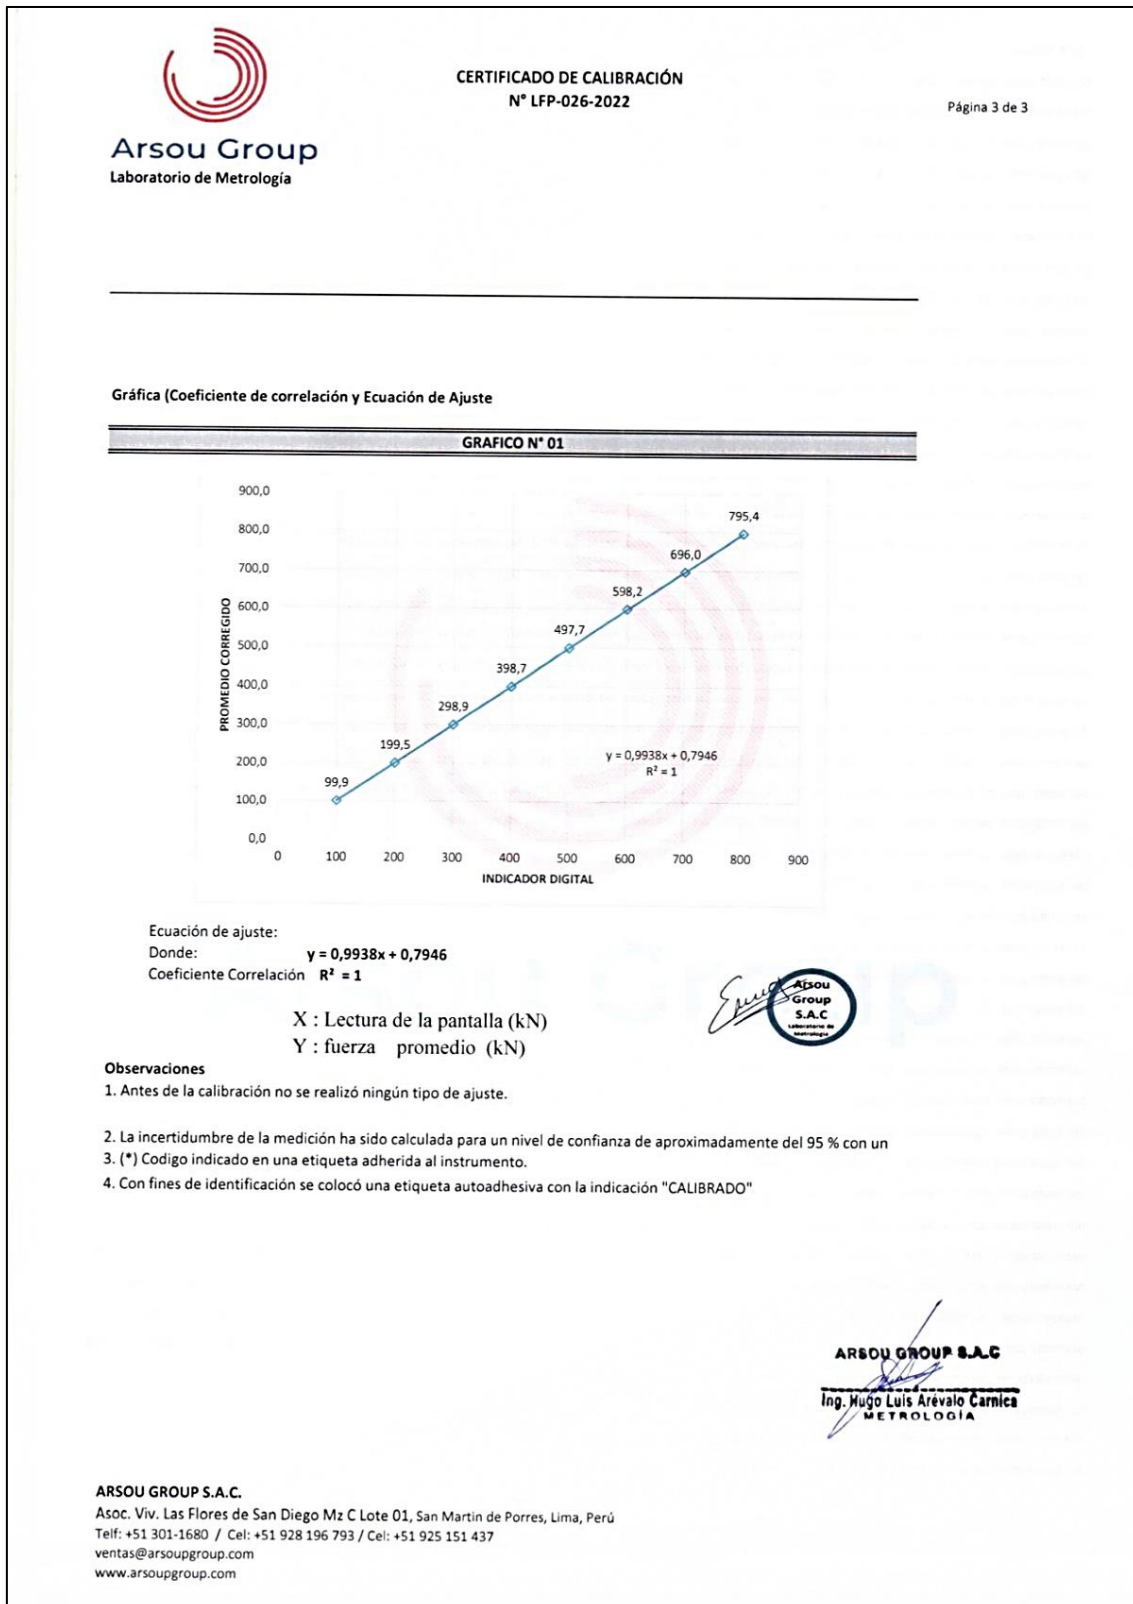 CERTIFICADO DE CALIBRACIÓN
N° LFP-026-2022
Página 3 de 3
Arsou Group
Laboratorio de Metrología
Gráfica (Coeficiente de correlación y Ecuación de Ajuste
GRAFICO N° 01
900,0
800,0
700,0
600,0
500,0
400,0
300,0
200,0
100,0
0,0
PROMEDIO CORREGIDO
99,9
199,5
298,9
398,7
497,7
598,2
696,0
795,4
y = 0,9938x + 0,7946
R² = 1
0 100 200 300 400 500 600 700 800 900
INDICADOR DIGITAL
Ecuación de ajuste:
Donde: y = 0,9938x + 0,7946
Coeficiente Correlación R² = 1
X : Lectura de la pantalla (kN)
Y : fuerza promedio (kN)
Arsou
Group
S.A.C
Laboratorio de
Metrología
Observaciones
1. Antes de la calibración no se realizó ningún tipo de ajuste.
2. La incertidumbre de la medición ha sido calculada para un nivel de confianza de aproximadamente del 95 % con un
3. (*) Codigo indicado en una etiqueta adherida al instrumento.
4. Con fines de identificación se colocó una etiqueta autoadhesiva con la indicación "CALIBRADO"
ARSOU GROUP S.A.C
Ing. Hugo Luis Arévalo Carnica
METROLOGÍA
ARSOU GROUP S.A.C.
Asoc. Viv. Las Flores de San Diego Mz C Lote 01, San Martin de Porres, Lima, Perú
Telf: +51 301-1680 / Cel: +51 928 196 793 / Cel: +51 925 151 437
ventas@arsoupgroup.com
www.arsoupgroup.com